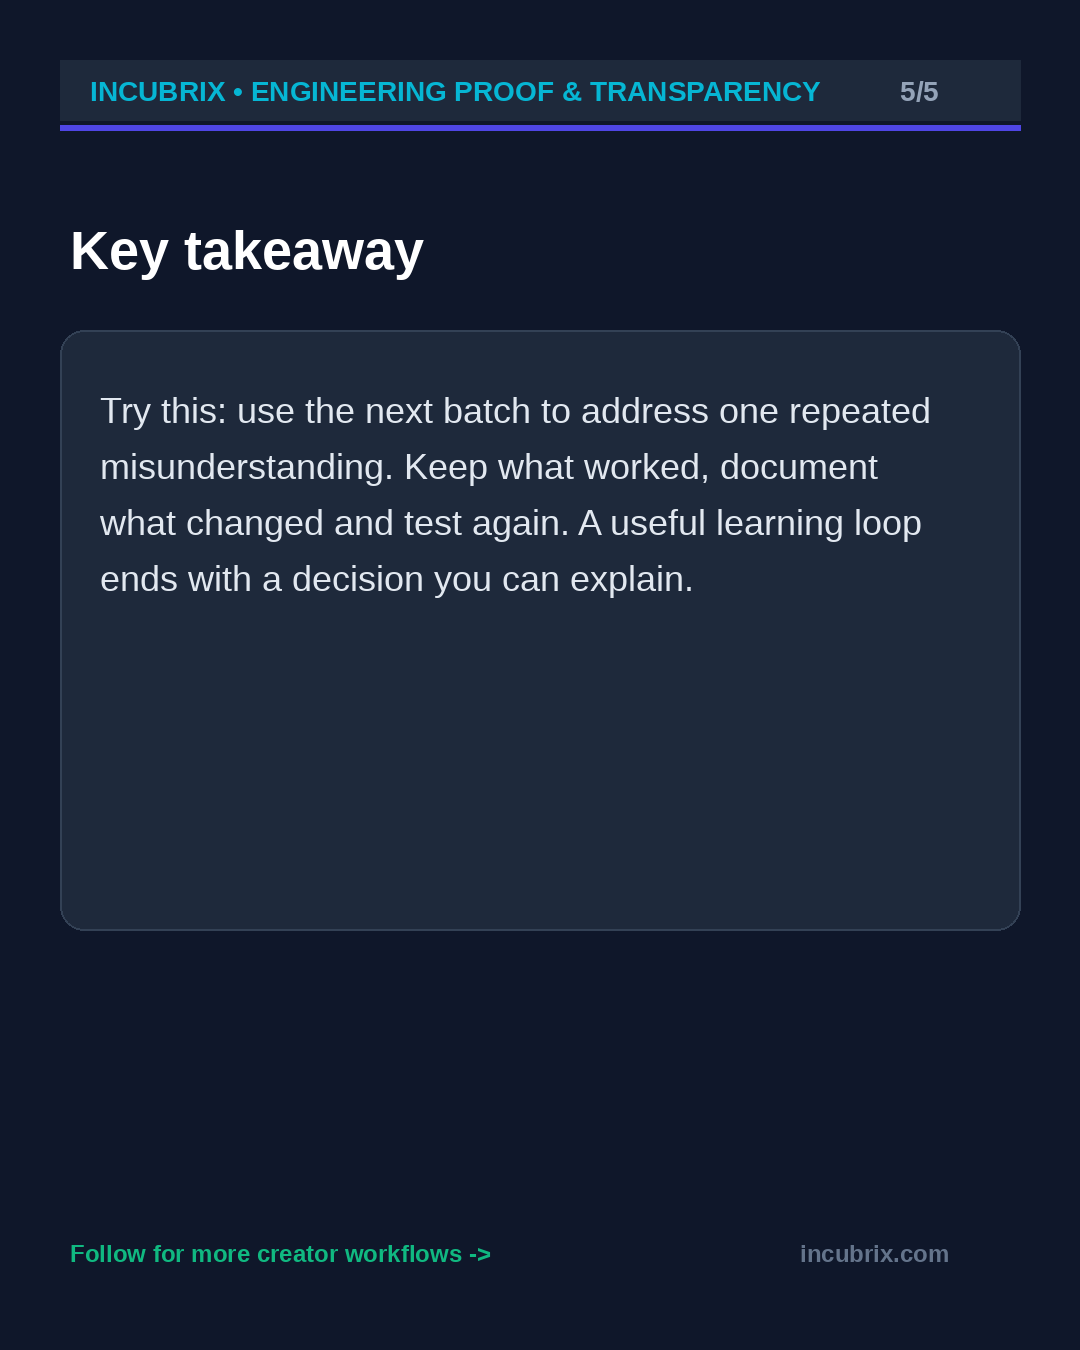 INCUBRIX • ENGINEERING PROOF & TRANSPARENCY 5/5
Key takeaway
Try this: use the next batch to address one repeated
misunderstanding. Keep what worked, document
what changed and test again. A useful learning loop
ends with a decision you can explain.
Follow for more creator workflows -> incubrix.com